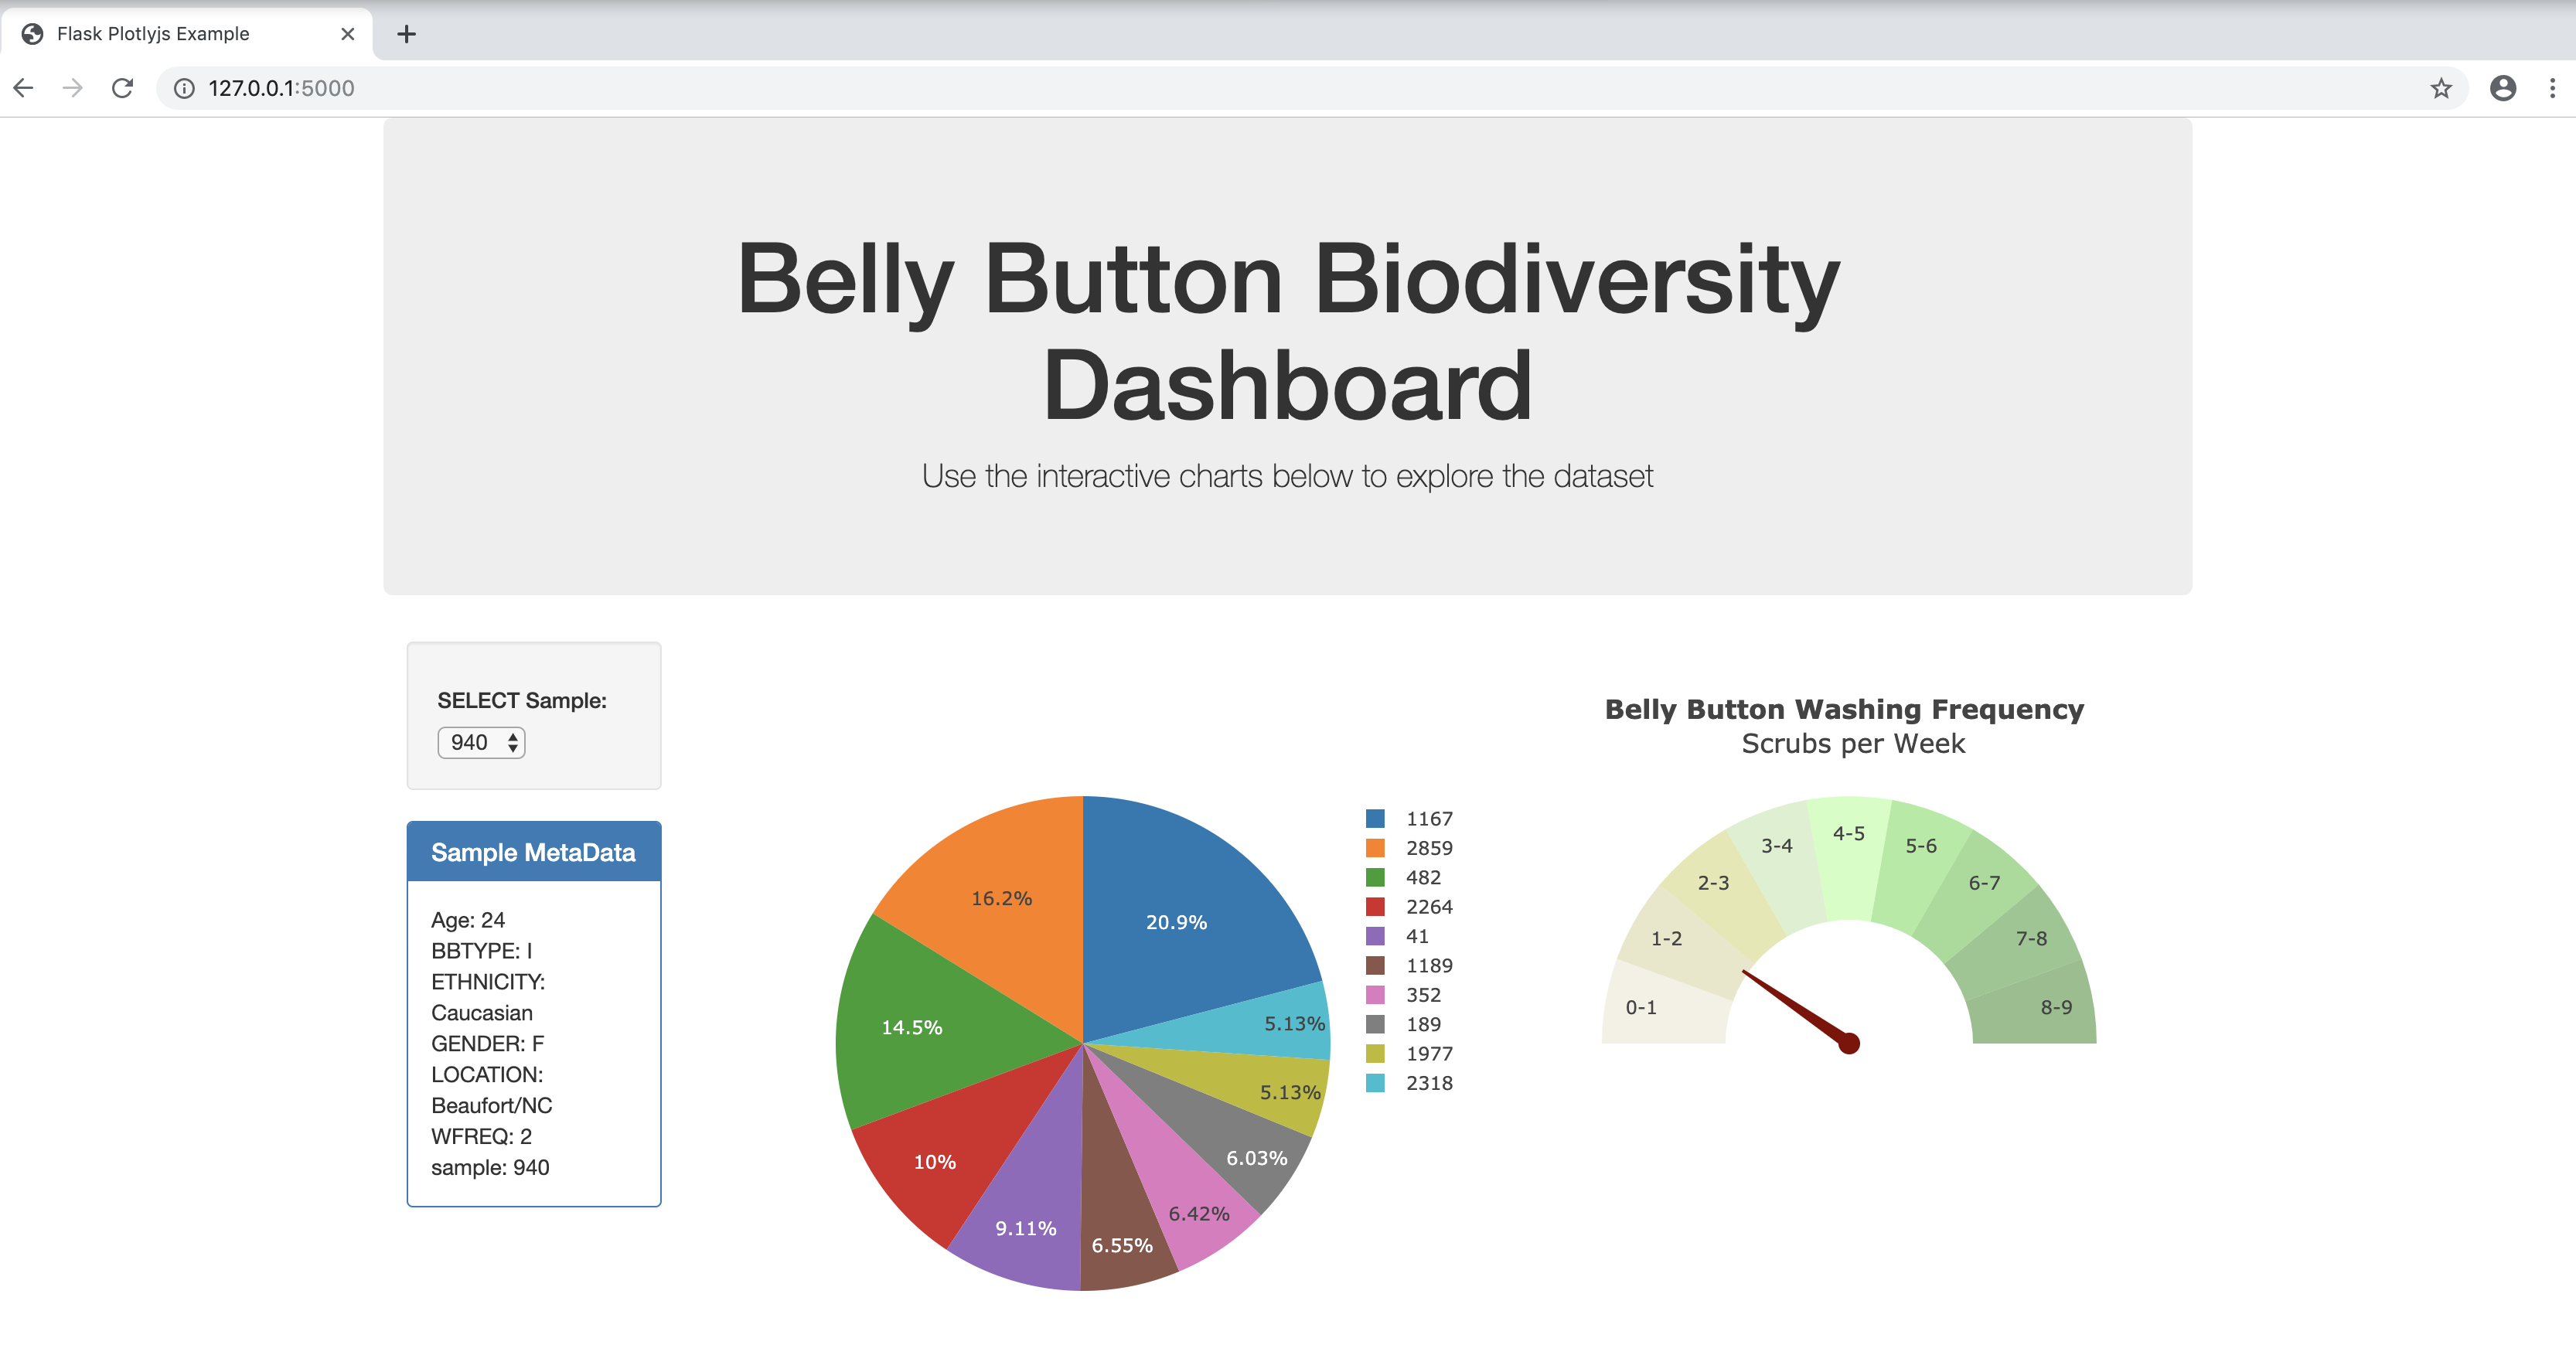 Flask Plotlyjs Example
127.0.0.1:5000
Belly Button Biodiversity
Dashboard
Use the interactive charts below to explore the dataset
SELECT Sample:
940
Sample MetaData
Age: 24
BBTYPE: I
ETHNICITY:
Caucasian
GENDER: F
LOCATION:
Beaufort/NC
WFREQ: 2
sample: 940
20.9%
16.2%
14.5%
10%
9.11%
6.55%
6.42%
6.03%
5.13%
5.13%
1167
2859
482
2264
41
1189
352
189
1977
2318
Belly Button Washing Frequency
Scrubs per Week
0-1
1-2
2-3
3-4
4-5
5-6
6-7
7-8
8-9